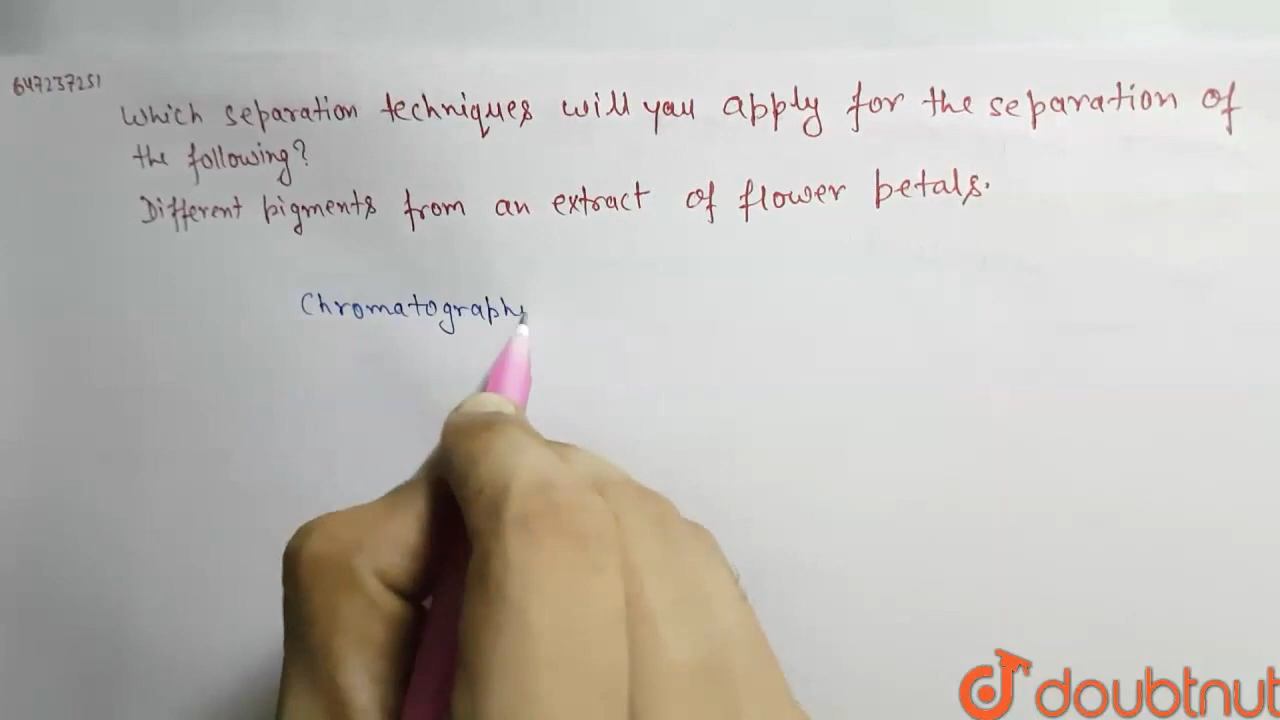 647237251
Which separation techniques will you apply for the separation of
the following?
Different pigments from an extract of flower betals.
Chromatography
doubtnut